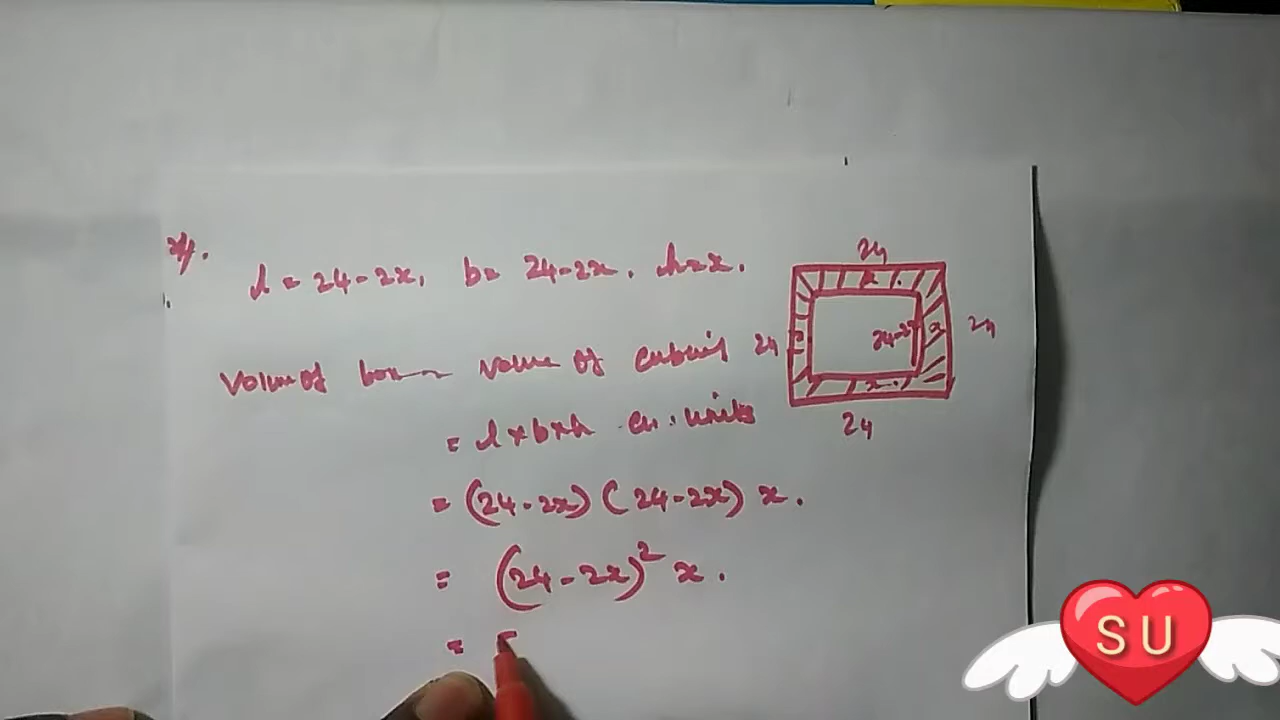 l = 24-2x, b= 24-2x, h=x.
Volume of box = volume of cuboid
= l×b×h cu. units
= (24-2x) (24-2x) x.
= (24-2x)² x.
=
24
x
24
x
24-2x
x
24
x
24
SU